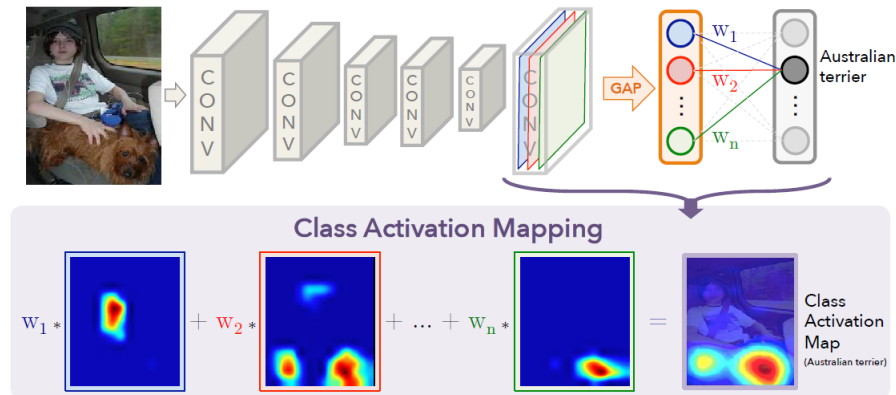 CONV
CONV
CONV
CONV
CONV
CONV
GAP
w1
w2
⋮
wn
⋮
Australian
terrier
Class Activation Mapping
w1 *
+ w2 *
+ ... + wn *
=
Class
Activation
Map
(Australian terrier)